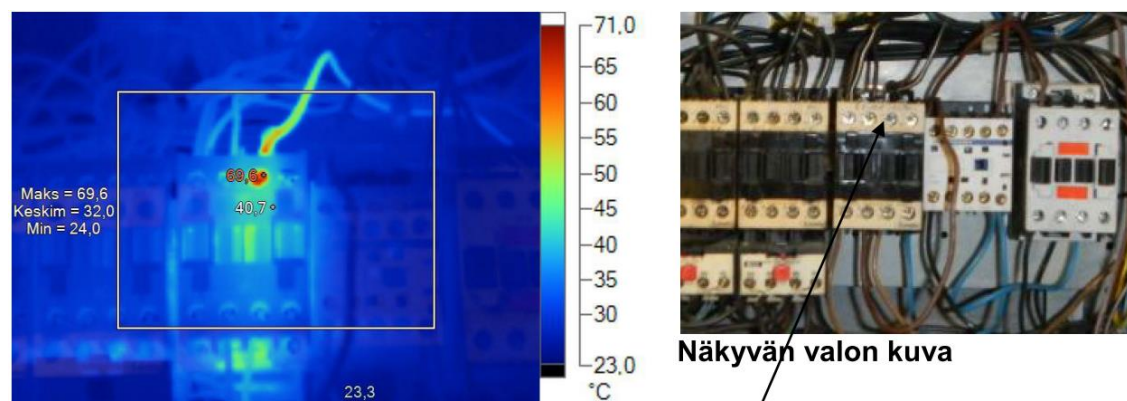 Maks = 69,6
Keskim = 32,0
Min = 24,0
69,6
40,7
23,3
71,0
65
60
55
50
45
40
35
30
23,0
°C
Näkyvän valon kuva